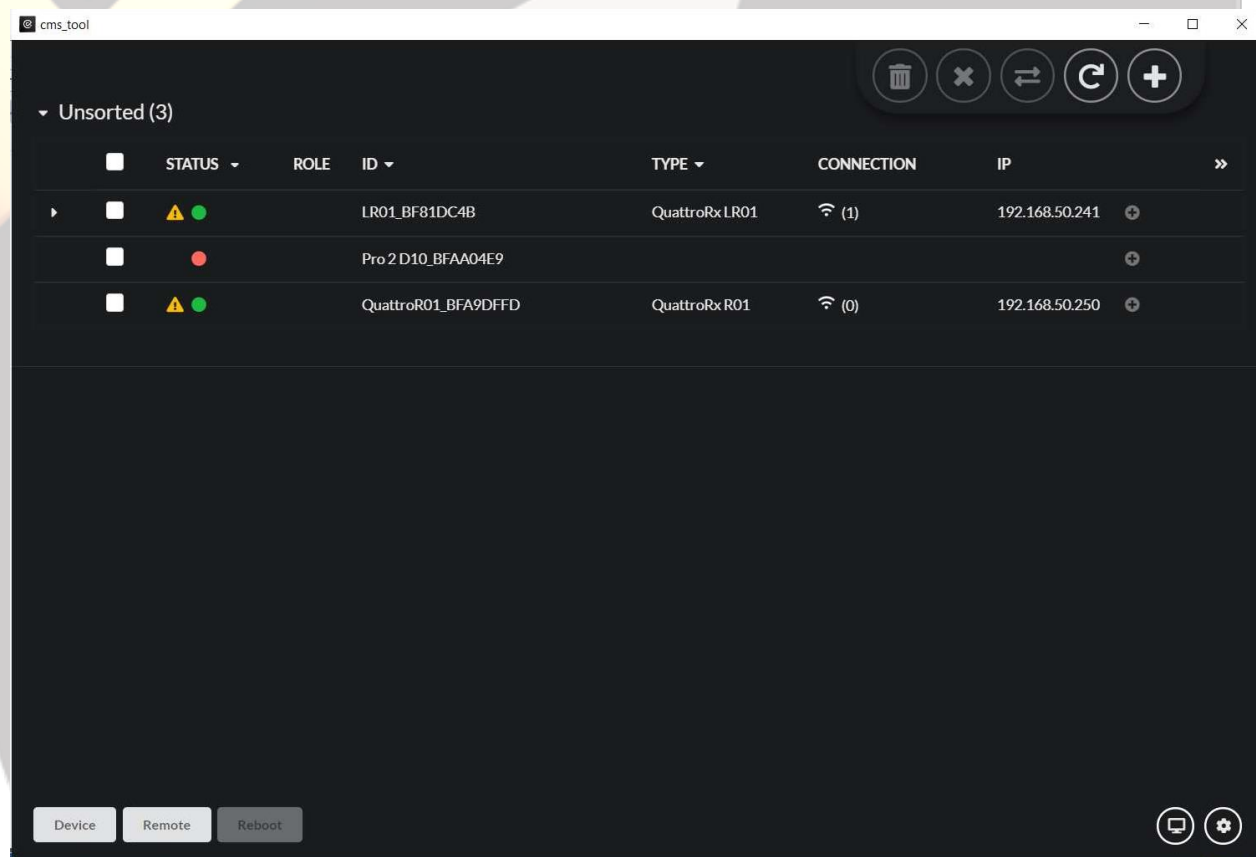 cms_tool
Unsorted (3)
STATUS ROLE ID TYPE CONNECTION IP
LR01_BF81DC4B QuattroRx LR01 (1) 192.168.50.241
Pro 2 D10_BFAA04E9
QuattroR01_BFA9DFFD QuattroRx R01 (0) 192.168.50.250
Device Remote Reboot